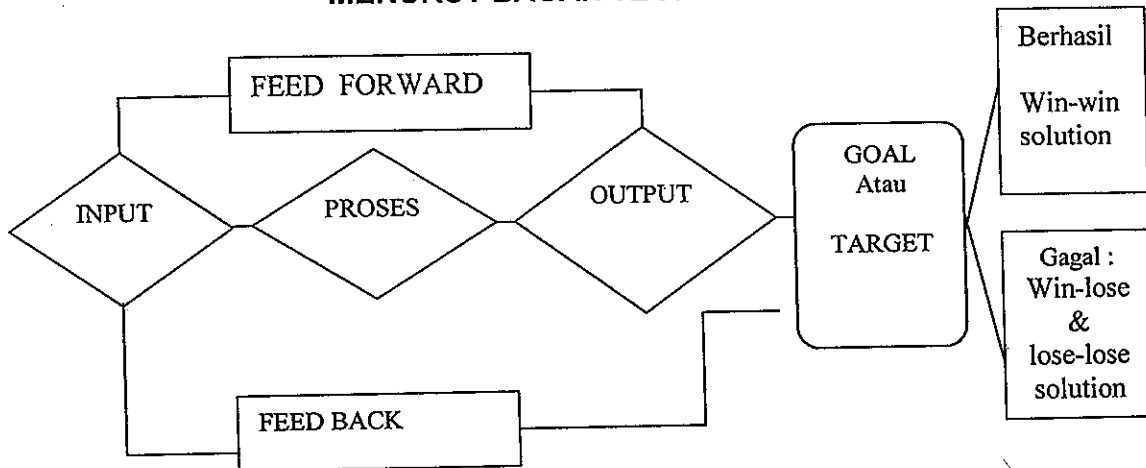 FEED FORWARD
INPUT
PROSES
OUTPUT
GOAL
Atau
TARGET
Berhasil
Win-win
solution
Gagal :
Win-lose
&
lose-lose
solution
FEED BACK